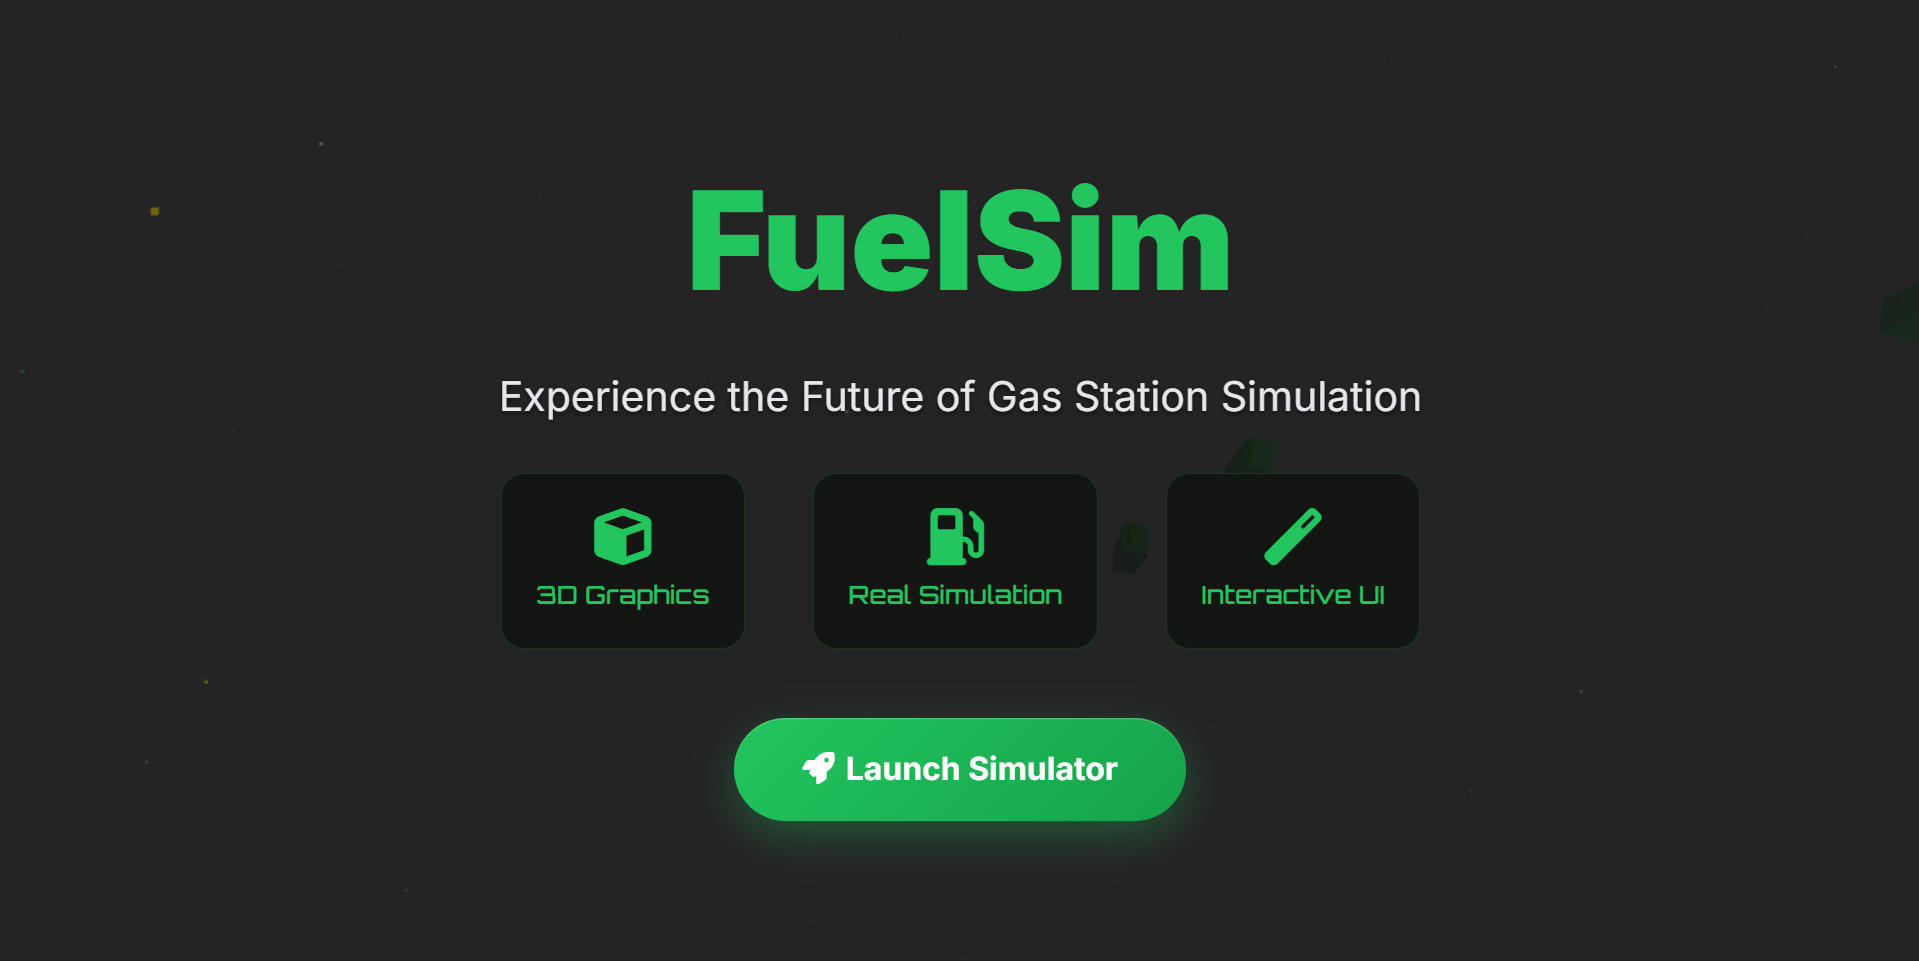 FuelSim
Experience the Future of Gas Station Simulation
3D Graphics
Real Simulation
Interactive UI
Launch Simulator